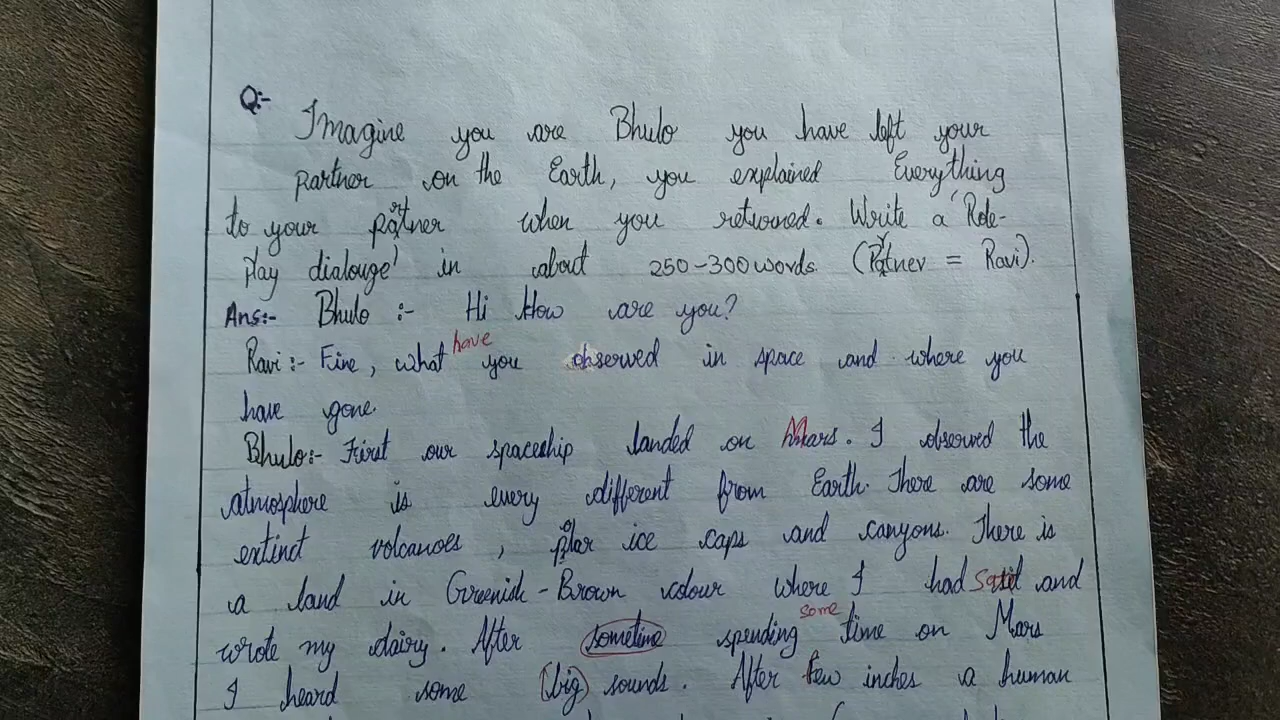 Q:-
Imagine you are Bhulo you have left your
partner on the Earth, you explained Everything
to your partner when you returned. Write a 'Role-
Play dialouge' in about 250-300 words. (Partner = Ravi).
Ans:- Bhulo :- Hi How are you?
have
Ravi :- Fine, what you observed in space and where you
have gone.
Bhulo:- First our spaceship landed on Mars. I observed the
atmosphere is every different from Earth. There are some
extinct volcanoes, polar ice caps and canyons. There is
a land in Greenish-Brown colour where I had and
some
wrote my dairy. After sometime spending time on Mars
I heard some (big) sounds. After few inches a human